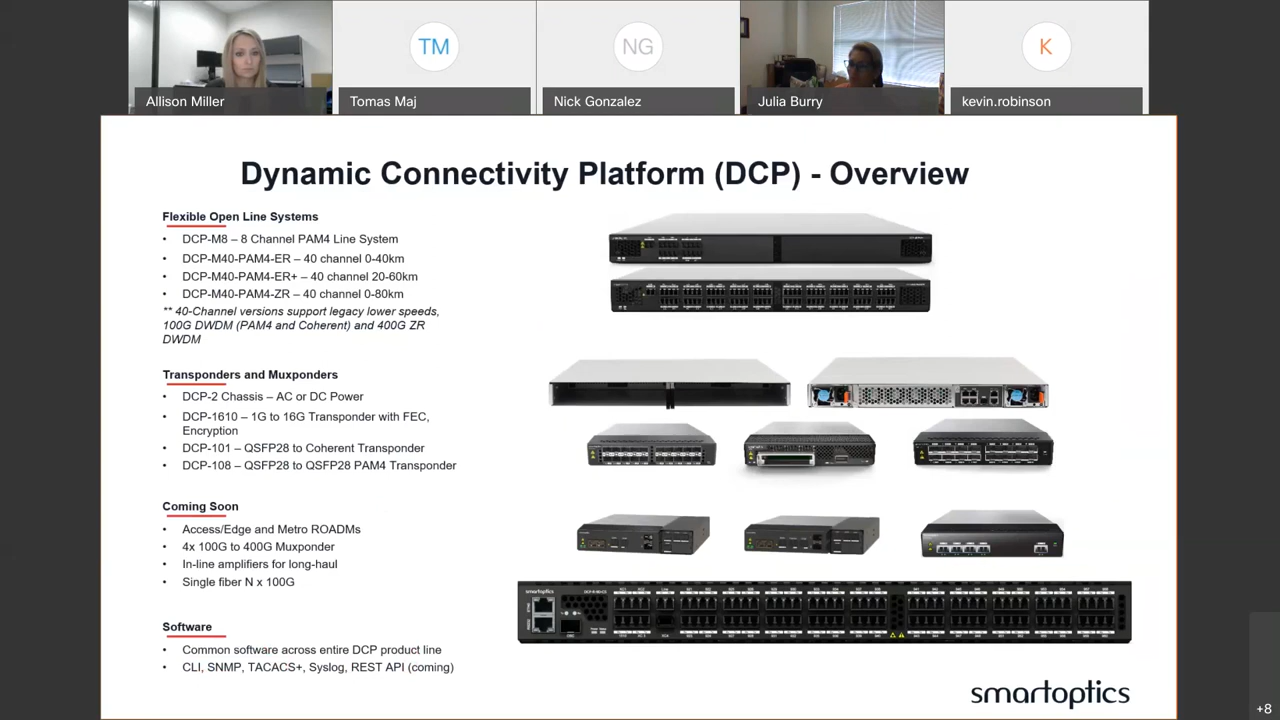 TM
NG
K
Allison Miller
Tomas Maj
Nick Gonzalez
Julia Burry
kevin.robinson
Dynamic Connectivity Platform (DCP) - Overview
Flexible Open Line Systems
• DCP-M8 – 8 Channel PAM4 Line System
• DCP-M40-PAM4-ER – 40 channel 0-40km
• DCP-M40-PAM4-ER+ – 40 channel 20-60km
• DCP-M40-PAM4-ZR – 40 channel 0-80km
** 40-Channel versions support legacy lower speeds,
100G DWDM (PAM4 and Coherent) and 400G ZR
DWDM
Transponders and Muxponders
• DCP-2 Chassis – AC or DC Power
• DCP-1610 – 1G to 16G Transponder with FEC,
Encryption
• DCP-101 – QSFP28 to Coherent Transponder
• DCP-108 – QSFP28 to QSFP28 PAM4 Transponder
Coming Soon
• Access/Edge and Metro ROADMs
• 4x 100G to 400G Muxponder
• In-line amplifiers for long-haul
• Single fiber N x 100G
Software
• Common software across entire DCP product line
• CLI, SNMP, TACACS+, Syslog, REST API (coming)
smartoptics
smartoptics
+8